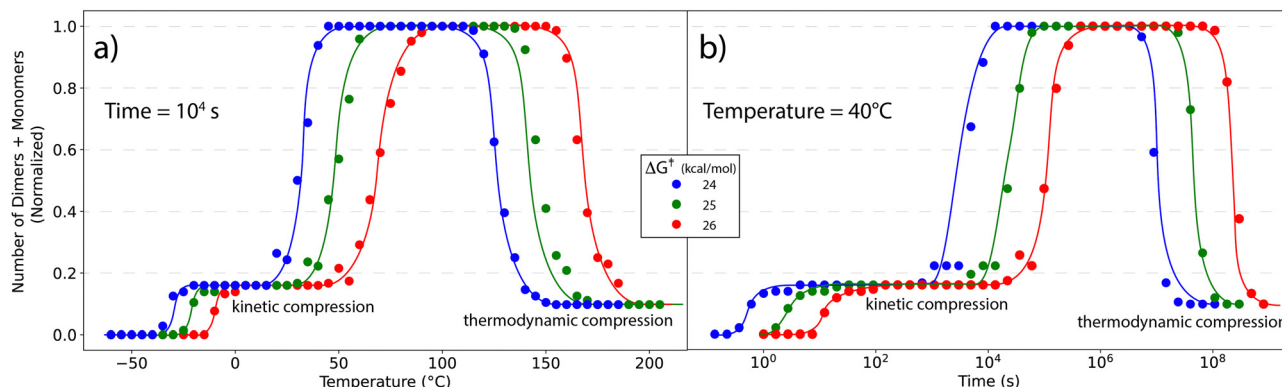 Number of Dimers + Monomers
(Normalized)
1.0
0.8
0.6
0.4
0.2
0.0
a)
Time = 10⁴ s
kinetic compression
thermodynamic compression
−50
0
50
100
150
200
Temperature (°C)
ΔG‡ (kcal/mol)
24
25
26
b)
Temperature = 40°C
kinetic compression
thermodynamic compression
10⁰
10²
10⁴
10⁶
10⁸
Time (s)